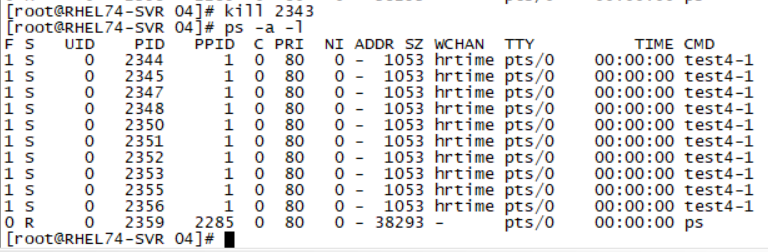 [root@RHEL74-SVR 04]# kill 2343
[root@RHEL74-SVR 04]# ps -a -l
F S   UID    PID   PPID  C PRI  NI ADDR SZ WCHAN  TTY          TIME CMD
1 S     0   2344      1  0  80   0 -  1053 hrtime pts/0    00:00:00 test4-1
1 S     0   2345      1  0  80   0 -  1053 hrtime pts/0    00:00:00 test4-1
1 S     0   2347      1  0  80   0 -  1053 hrtime pts/0    00:00:00 test4-1
1 S     0   2348      1  0  80   0 -  1053 hrtime pts/0    00:00:00 test4-1
1 S     0   2350      1  0  80   0 -  1053 hrtime pts/0    00:00:00 test4-1
1 S     0   2351      1  0  80   0 -  1053 hrtime pts/0    00:00:00 test4-1
1 S     0   2352      1  0  80   0 -  1053 hrtime pts/0    00:00:00 test4-1
1 S     0   2353      1  0  80   0 -  1053 hrtime pts/0    00:00:00 test4-1
1 S     0   2355      1  0  80   0 -  1053 hrtime pts/0    00:00:00 test4-1
1 S     0   2356      1  0  80   0 -  1053 hrtime pts/0    00:00:00 test4-1
0 R     0   2359   2285  0  80   0 - 38293 -      pts/0    00:00:00 ps
[root@RHEL74-SVR 04]#